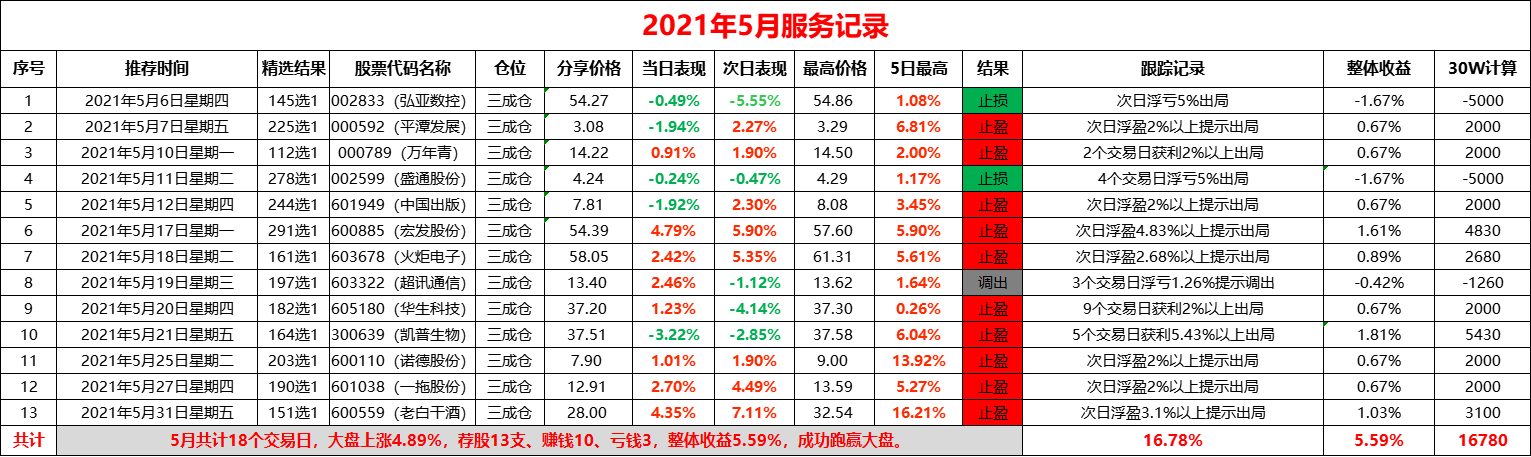 2021年5月服务记录
序号 推荐时间 精选结果 股票代码名称 仓位 分享价格 当日表现 次日表现 最高价格 5日最高 结果 跟踪记录 整体收益 30W计算
1 2021年5月6日星期四 145选1 002833（弘亚数控） 三成仓 54.27 -0.49% -5.55% 54.86 1.08% 止损 次日浮亏5%出局 -1.67% -5000
2 2021年5月7日星期五 225选1 000592（平潭发展） 三成仓 3.08 -1.94% 2.27% 3.29 6.81% 止盈 次日浮盈2%以上提示出局 0.67% 2000
3 2021年5月10日星期一 112选1 000789（万年青） 三成仓 14.22 0.91% 1.90% 14.50 2.00% 止盈 2个交易日获利2%以上出局 0.67% 2000
4 2021年5月11日星期二 278选1 002599（盛通股份） 三成仓 4.24 -0.24% -0.47% 4.29 1.17% 止损 4个交易日浮亏5%出局 -1.67% -5000
5 2021年5月12日星期四 244选1 601949（中国出版） 三成仓 7.81 -1.92% 2.30% 8.08 3.45% 止盈 次日浮盈2%以上提示出局 0.67% 2000
6 2021年5月17日星期一 291选1 600885（宏发股份） 三成仓 54.39 4.79% 5.90% 57.60 5.90% 止盈 次日浮盈4.83%以上提示出局 1.61% 4830
7 2021年5月18日星期二 161选1 603678（火炬电子） 三成仓 58.05 2.42% 5.35% 61.31 5.61% 止盈 次日浮盈2.68%以上提示出局 0.89% 2680
8 2021年5月19日星期三 197选1 603322（超讯通信） 三成仓 13.40 2.46% -1.12% 13.62 1.64% 调出 3个交易日浮亏1.26%提示调出 -0.42% -1260
9 2021年5月20日星期四 182选1 605180（华生科技） 三成仓 37.20 1.23% -4.14% 37.30 0.26% 止盈 9个交易日获利2%以上出局 0.67% 2000
10 2021年5月21日星期五 164选1 300639（凯普生物） 三成仓 37.51 -3.22% -2.85% 37.58 6.04% 止盈 5个交易日获利5.43%以上出局 1.81% 5430
11 2021年5月25日星期二 203选1 600110（诺德股份） 三成仓 7.90 1.01% 1.90% 9.00 13.92% 止盈 次日浮盈2%以上提示出局 0.67% 2000
12 2021年5月27日星期四 190选1 601038（一拖股份） 三成仓 12.91 2.70% 4.49% 13.59 5.27% 止盈 次日浮盈2%以上提示出局 0.67% 2000
13 2021年5月31日星期五 151选1 600559（老白干酒） 三成仓 28.00 4.35% 7.11% 32.54 16.21% 止盈 次日浮盈3.1%以上提示出局 1.03% 3100
共计 5月共计18个交易日，大盘上涨4.89%，荐股13支、赚钱10、亏钱3，整体收益5.59%，成功跑赢大盘。 16.78% 5.59% 16780